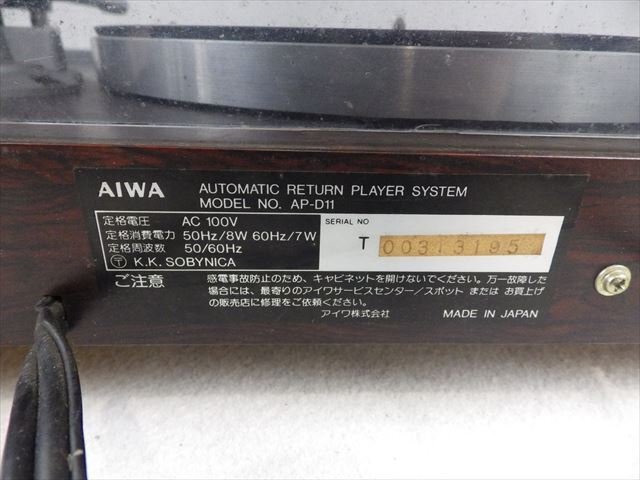 AIWA AUTOMATIC RETURN PLAYER SYSTEM
MODEL NO. AP-D11
定格電圧 AC 100V
定格消費電力 50Hz/8W 60Hz/7W
定格周波数 50/60Hz
〒 K.K. SOBYNICA
SERIAL NO
T 00313195
ご注意
感電事故防止のため、キャビネットを開けないでください。万一故障した
場合には、最寄りのアイワサービスセンター/スポット または お買上げ
の販売店に修理をご依頼ください。
アイワ株式会社 MADE IN JAPAN